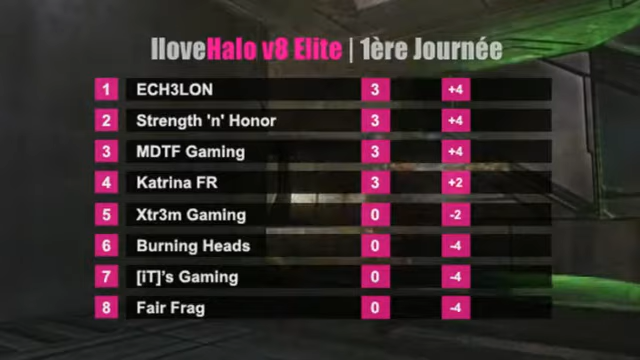 IloveHalo v8 Elite | 1ère Journée
1 ECH3LON 3 +4
2 Strength 'n' Honor 3 +4
3 MDTF Gaming 3 +4
4 Katrina FR 3 +2
5 Xtr3m Gaming 0 -2
6 Burning Heads 0 -4
7 [iT]'s Gaming 0 -4
8 Fair Frag 0 -4